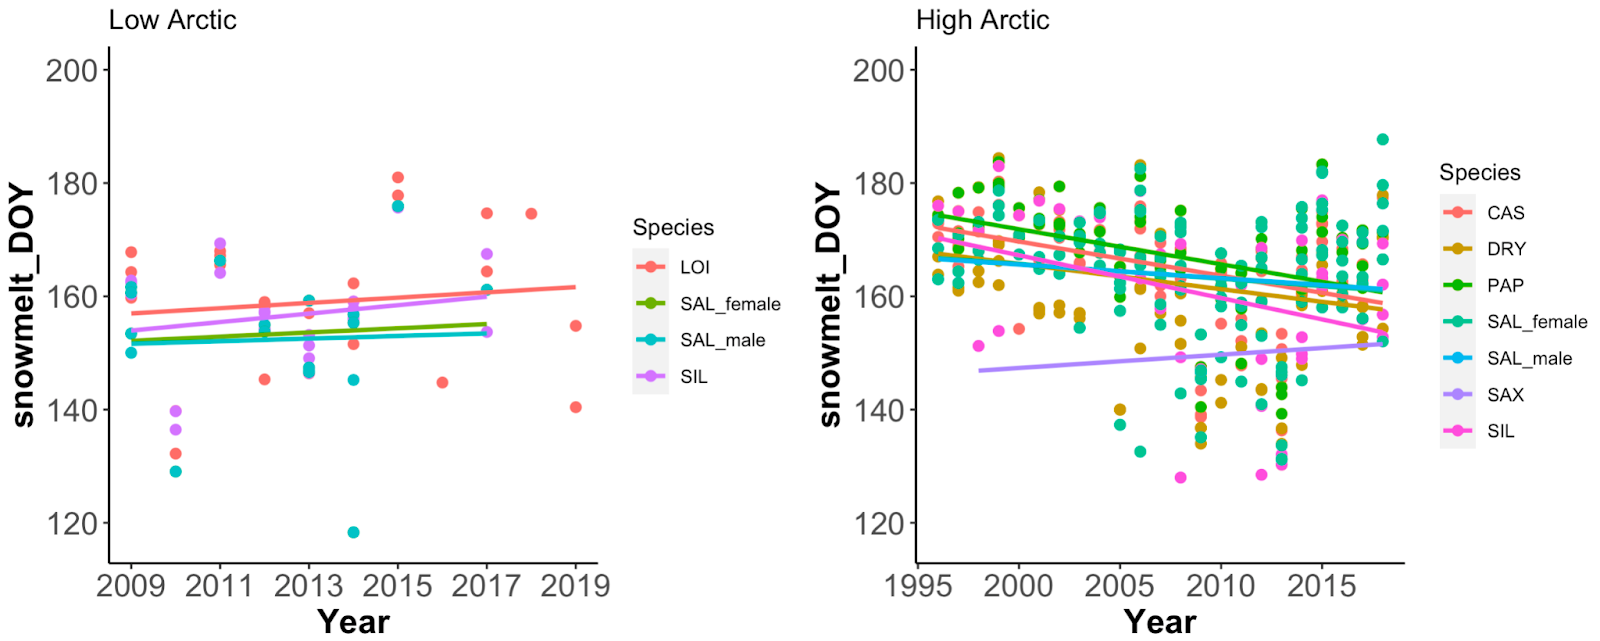 Low Arctic
200
180
160
140
120
snowmelt_DOY
2009 2011 2013 2015 2017 2019
Year
Species
LOI
SAL_female
SAL_male
SIL
High Arctic
200
180
160
140
120
snowmelt_DOY
1995 2000 2005 2010 2015
Year
Species
CAS
DRY
PAP
SAL_female
SAL_male
SAX
SIL